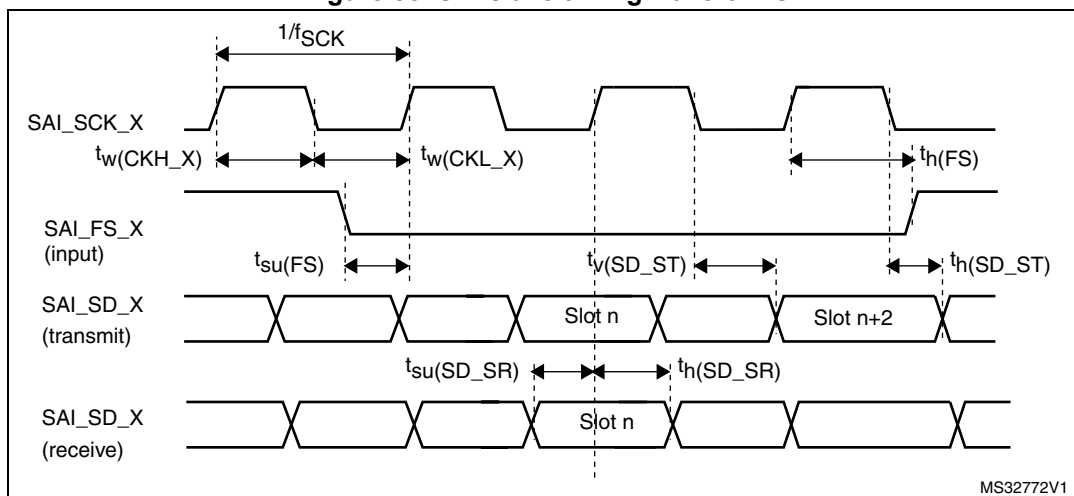 1/fSCK
SAI_SCK_X
tw(CKH_X)
tw(CKL_X)
th(FS)
SAI_FS_X
(input)
tsu(FS)
tv(SD_ST)
th(SD_ST)
SAI_SD_X
(transmit)
Slot n
Slot n+2
tsu(SD_SR)
th(SD_SR)
SAI_SD_X
(receive)
Slot n
MS32772V1